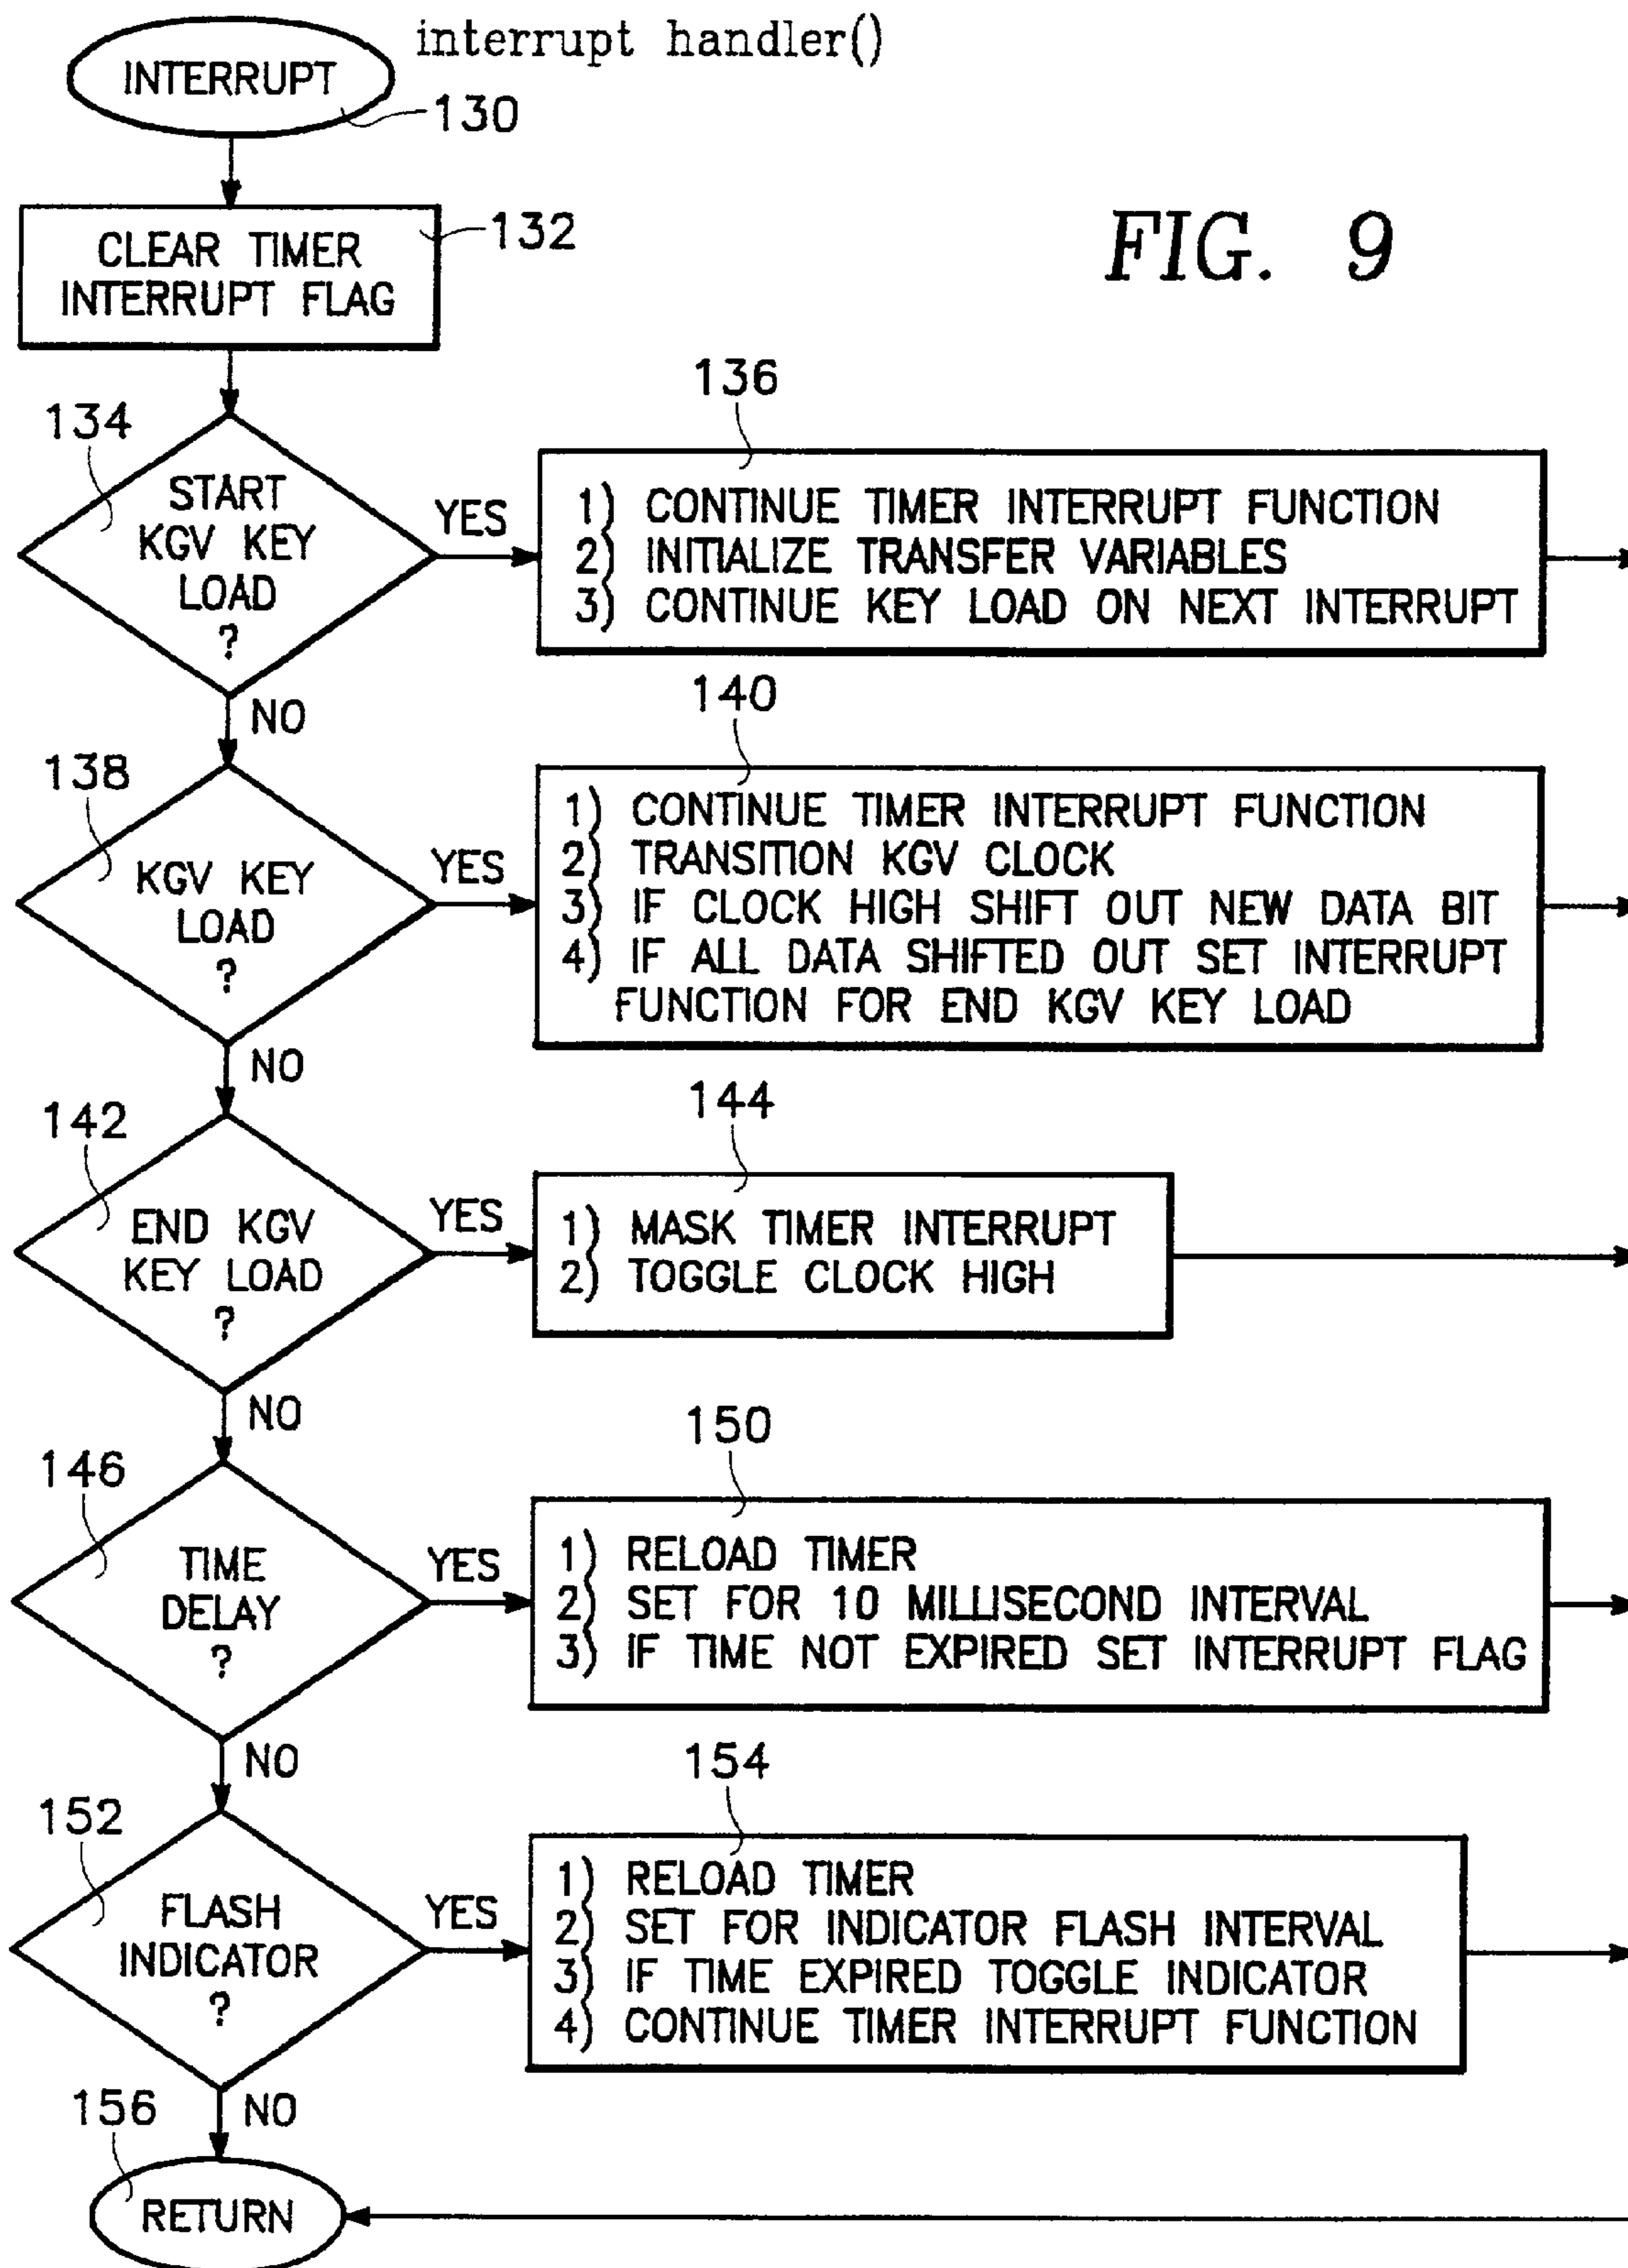 interrupt handler()
INTERRUPT
130
CLEAR TIMER
INTERRUPT FLAG
132
FIG. 9
134
START
KGV KEY
LOAD
?
YES
NO
136
1) CONTINUE TIMER INTERRUPT FUNCTION
2) INITIALIZE TRANSFER VARIABLES
3) CONTINUE KEY LOAD ON NEXT INTERRUPT
138
KGV KEY
LOAD
?
YES
NO
140
1) CONTINUE TIMER INTERRUPT FUNCTION
2) TRANSITION KGV CLOCK
3) IF CLOCK HIGH SHIFT OUT NEW DATA BIT
4) IF ALL DATA SHIFTED OUT SET INTERRUPT
FUNCTION FOR END KGV KEY LOAD
142
END KGV
KEY LOAD
?
YES
NO
144
1) MASK TIMER INTERRUPT
2) TOGGLE CLOCK HIGH
146
TIME
DELAY
?
YES
NO
150
1) RELOAD TIMER
2) SET FOR 10 MILLISECOND INTERVAL
3) IF TIME NOT EXPIRED SET INTERRUPT FLAG
152
FLASH
INDICATOR
?
YES
NO
154
1) RELOAD TIMER
2) SET FOR INDICATOR FLASH INTERVAL
3) IF TIME EXPIRED TOGGLE INDICATOR
4) CONTINUE TIMER INTERRUPT FUNCTION
156
RETURN